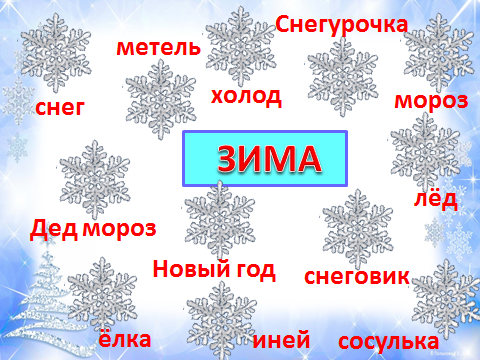 Снегурочка
метель
холод
снег
мороз
ЗИМА
лёд
Дед мороз
Новый год
снеговик
ёлка
иней
сосулька